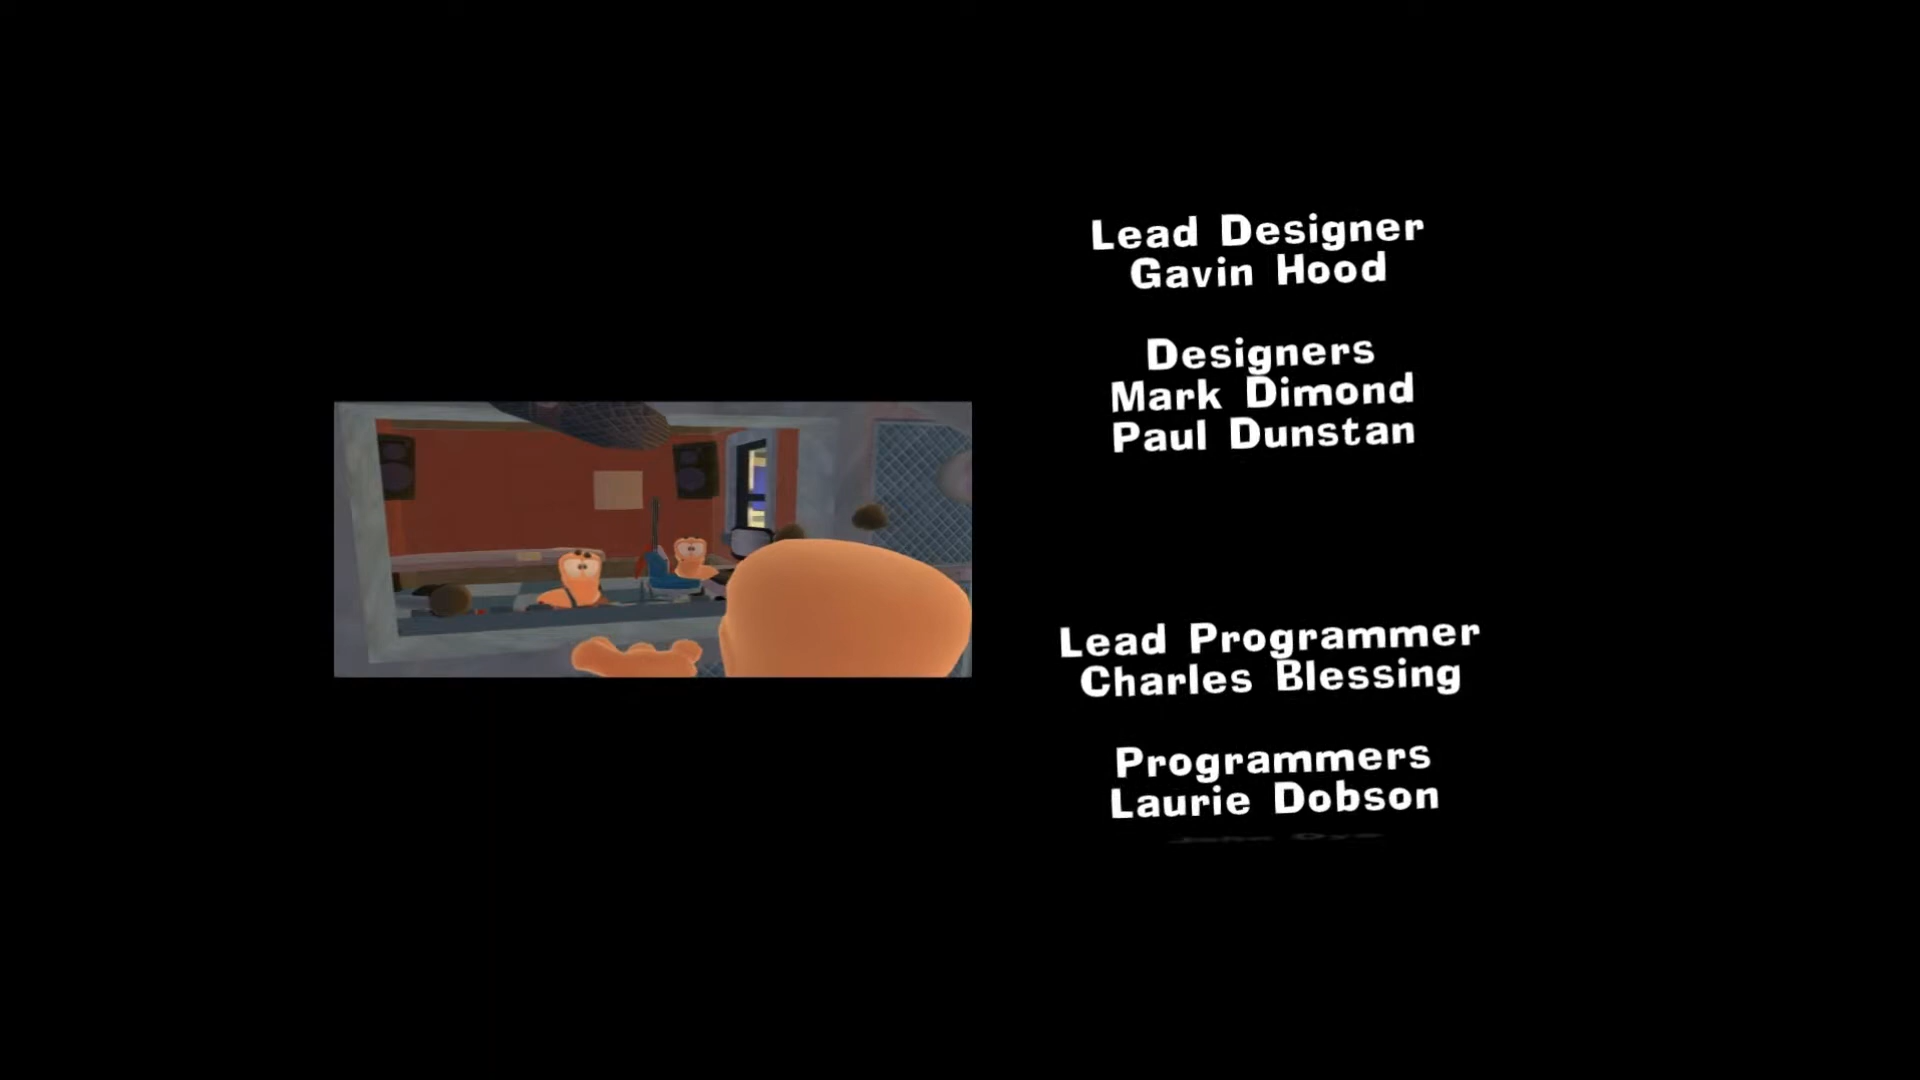 Lead Designer
Gavin Hood
Designers
Mark Dimond
Paul Dunstan
Lead Programmer
Charles Blessing
Programmers
Laurie Dobson